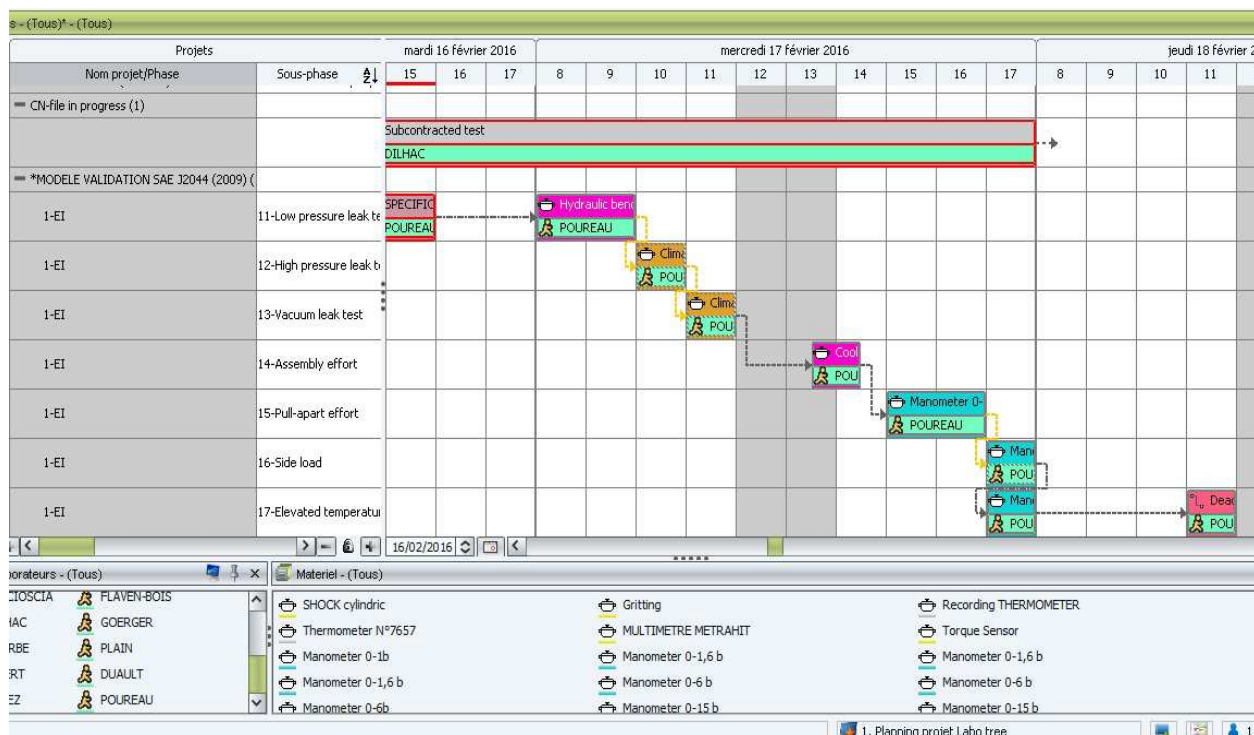 s - (Tous)* - (Tous)
Projets mardi 16 février 2016 mercredi 17 février 2016 jeudi 18 février 2
Nom projet/Phase Sous-phase 15 16 17 8 9 10 11 12 13 14 15 16 17 8 9 10 11
CN-file in progress (1)
Subcontracted test
DILHAC
*MODELE VALIDATION SAE J2044 (2009) (
SPECIFIC Hydraulic benc
1-EI 11-Low pressure leak te
POUREAU POUREAU
Clima
1-EI 12-High pressure leak t
POU
Clima
1-EI 13-Vacuum leak test
POU
Cool
1-EI 14-Assembly effort
POU
Manometer 0-
1-EI 15-Pull-apart effort
POUREAU
Man
1-EI 16-Side load
POU
Man Dead
1-EI 17-Elevated temperatur
POU POU
16/02/2016
orateurs - (Tous) Materiel - (Tous)
CIOSCIA FLAVEN-BOIS SHOCK cylindric Gritting Recording THERMOMETER
HAC GOERGER Thermometer N°7657 MULTIMETRE METRAHIT Torque Sensor
RBE PLAIN Manometer 0-1b Manometer 0-1,6 b Manometer 0-1,6 b
ERT DUAULT Manometer 0-1,6 b Manometer 0-6 b Manometer 0-6 b
EZ POUREAU Manometer 0-6b Manometer 0-15 b Manometer 0-15 b
1. Planning projet Labo tree 1